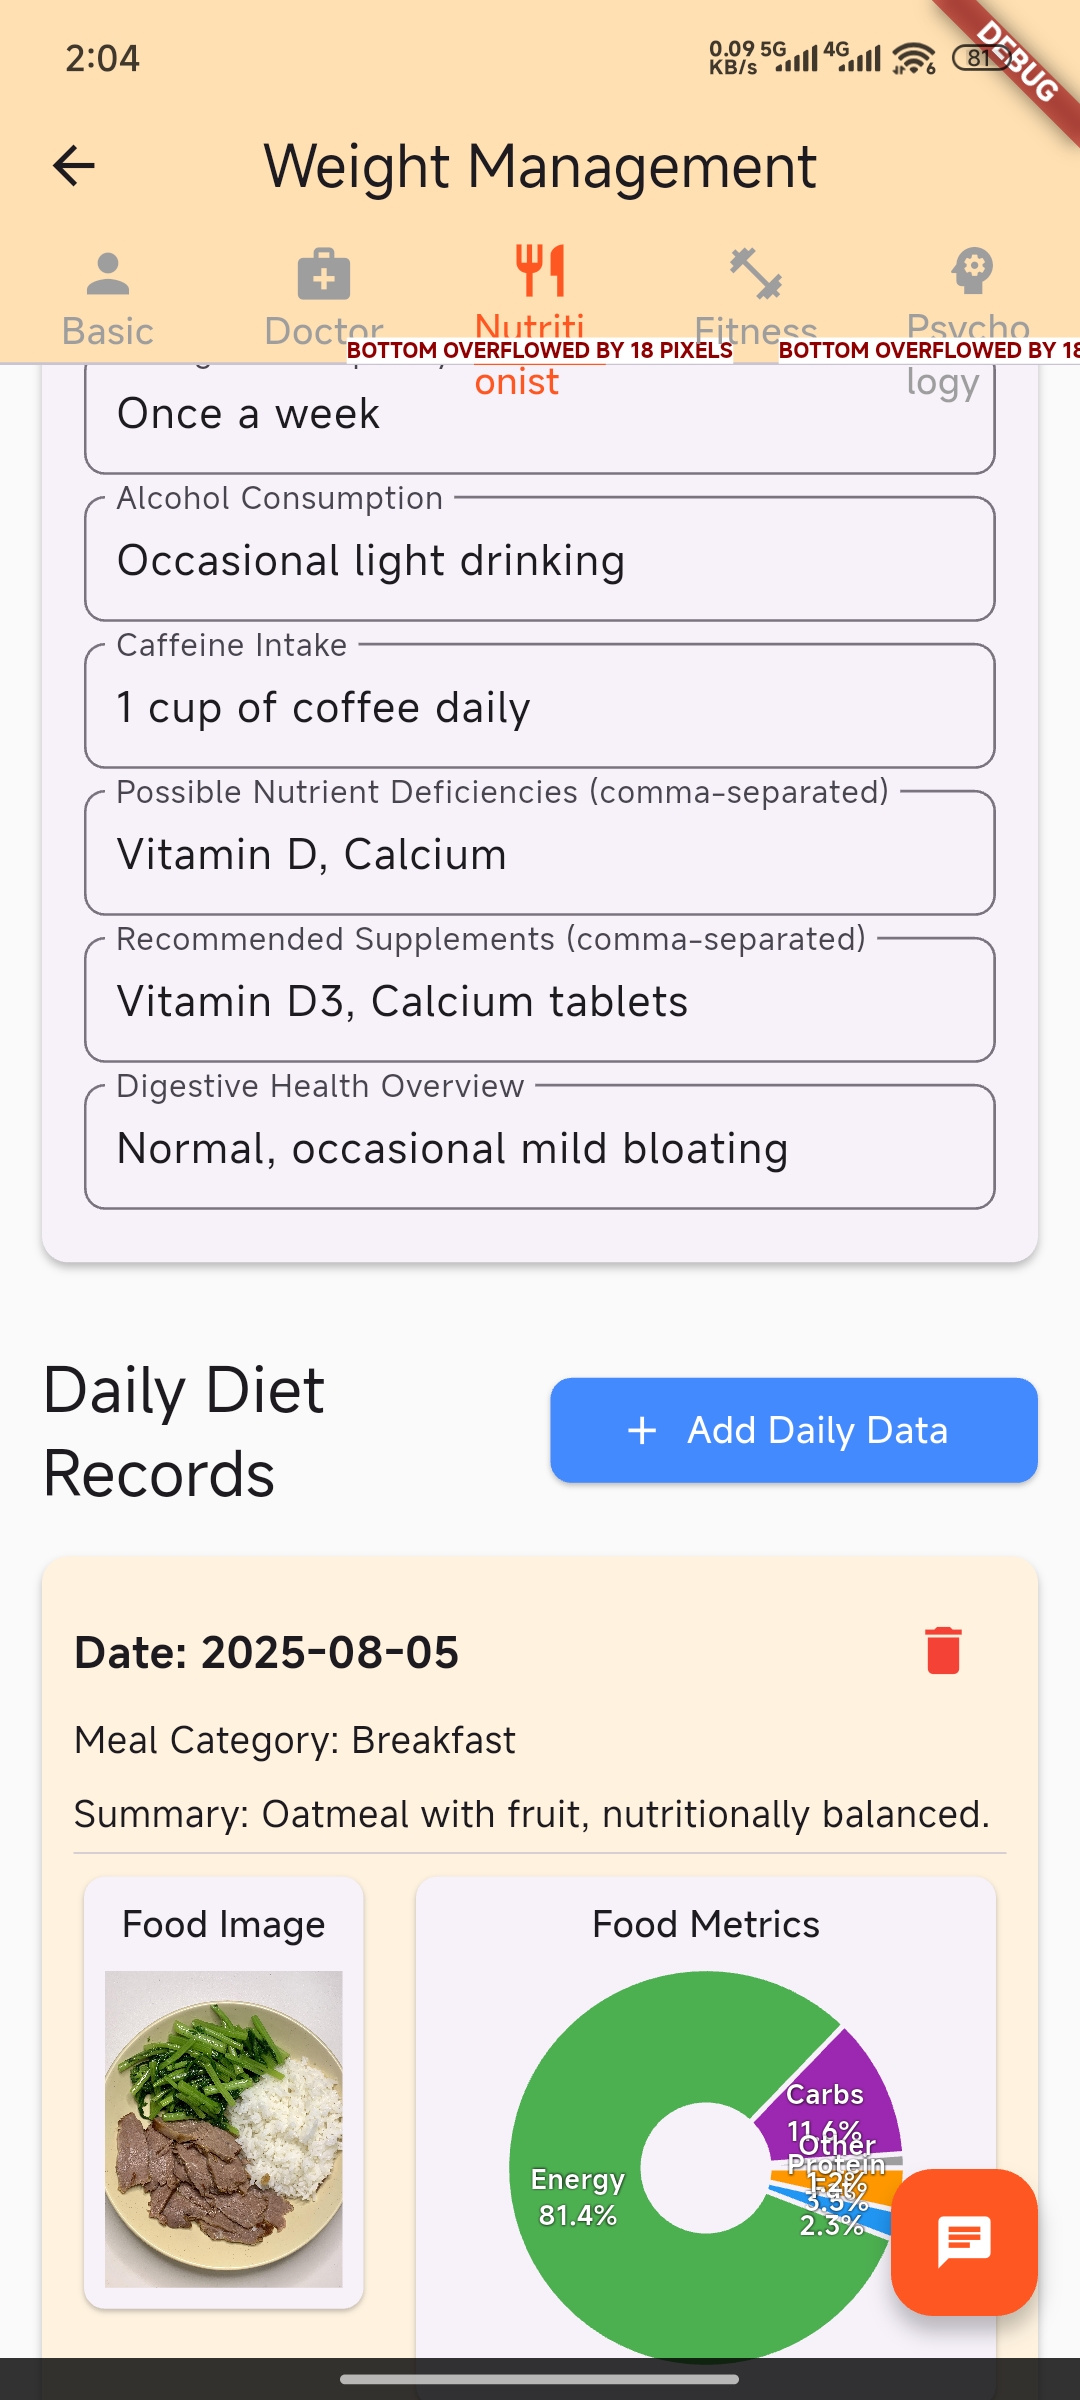 2:04
0.09 5G 4G
KB/s 6 81
DEBUG
Weight Management
Basic Doctor Nutriti Fitness Psycho
BOTTOM OVERFLOWED BY 18 PIXELS BOTTOM OVERFLOWED BY 18
onist logy
Once a week
Alcohol Consumption
Occasional light drinking
Caffeine Intake
1 cup of coffee daily
Possible Nutrient Deficiencies (comma-separated)
Vitamin D, Calcium
Recommended Supplements (comma-separated)
Vitamin D3, Calcium tablets
Digestive Health Overview
Normal, occasional mild bloating
Daily Diet
Records
+ Add Daily Data
Date: 2025-08-05
Meal Category: Breakfast
Summary: Oatmeal with fruit, nutritionally balanced.
Food Image
Food Metrics
Carbs
11.6%
Other
Protein
1.2%
3.5%
2.3%
Energy
81.4%